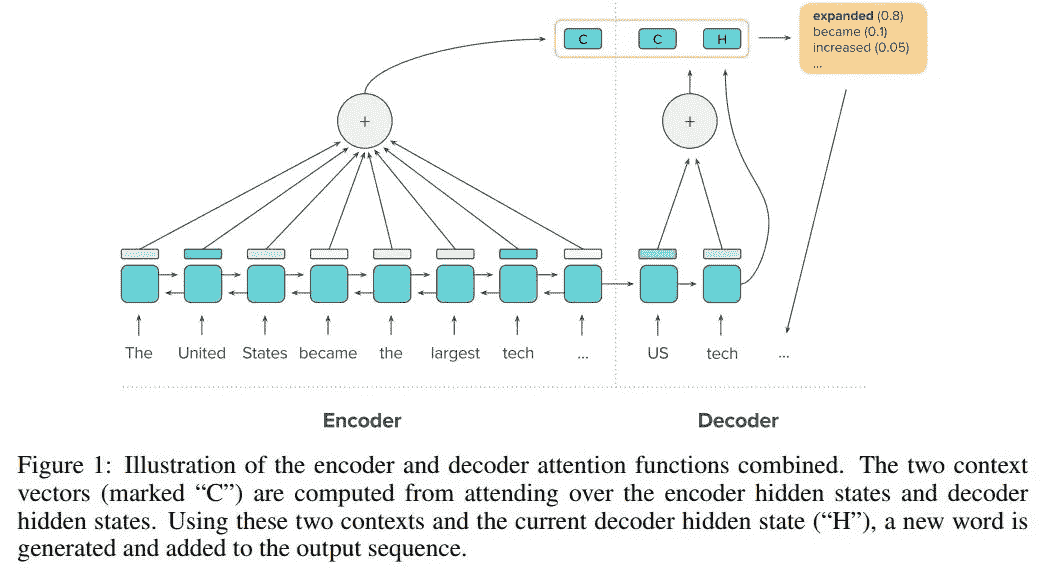 C C H
expanded (0.8)
became (0.1)
increased (0.05)
...
+ +
The United States became the largest tech ... US tech ...
Encoder Decoder
Figure 1: Illustration of the encoder and decoder attention functions combined. The two context
vectors (marked “C”) are computed from attending over the encoder hidden states and decoder
hidden states. Using these two contexts and the current decoder hidden state (“H”), a new word is
generated and added to the output sequence.